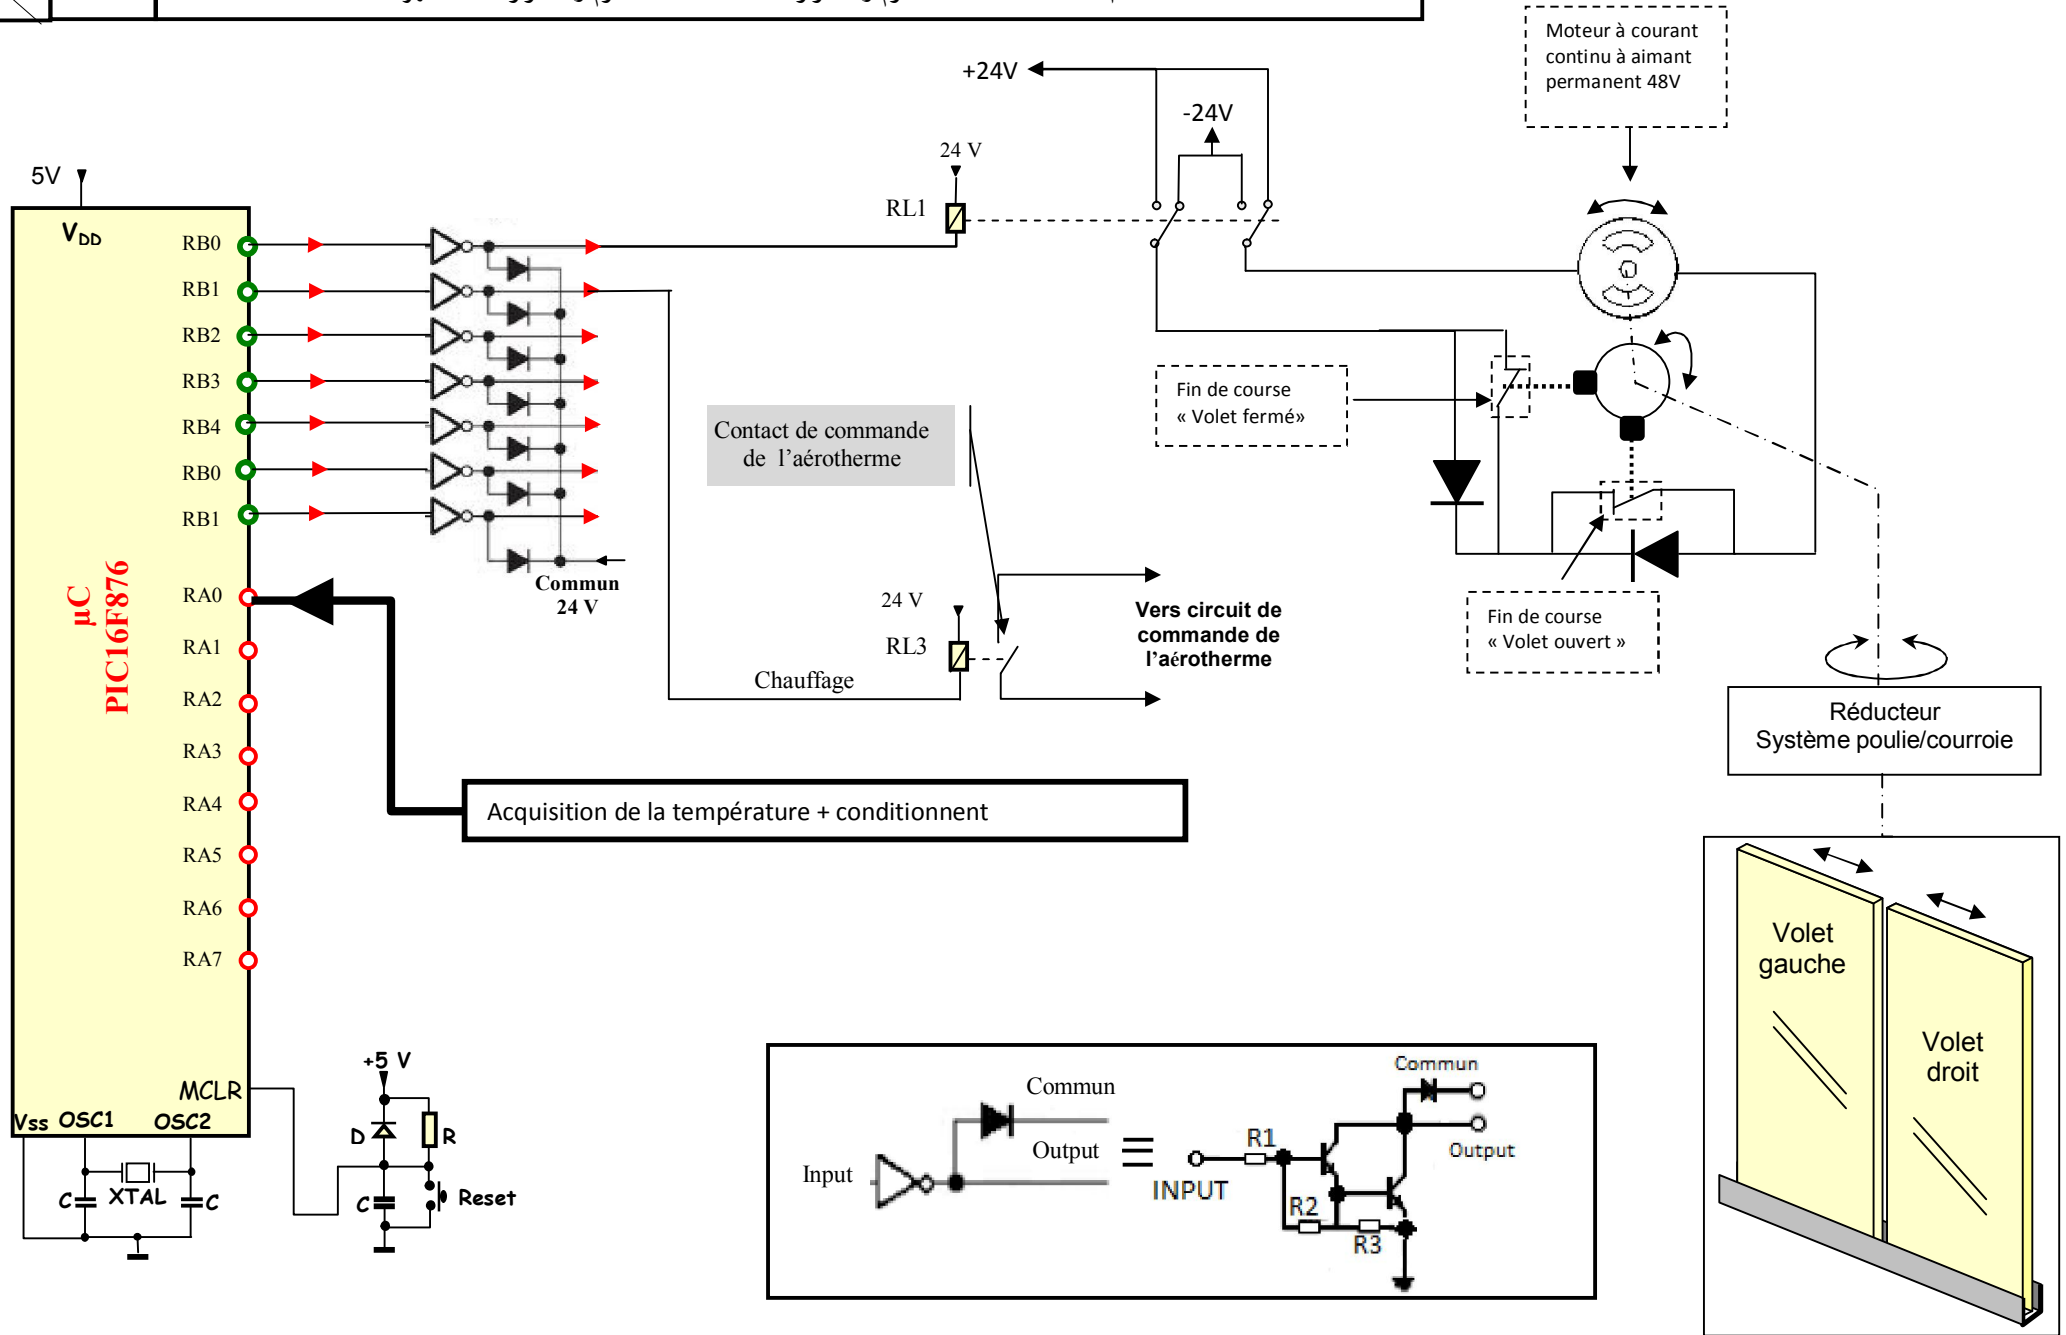 Moteur à courant
continu à aimant
permanent 48V
+24V
-24V
24 V
RL1
5V
VDD
RB0
RB1
RB2
RB3
RB4
RB0
RB1
Commun
24 V
Contact de commande
de l'aérotherme
Fin de course
« Volet fermé»
Fin de course
« Volet ouvert »
µC
PIC16F876
RA0
RA1
RA2
RA3
RA4
RA5
RA6
RA7
24 V
RL3
Chauffage
Vers circuit de
commande de
l'aérotherme
Réducteur
Système poulie/courroie
Acquisition de la température + conditionnent
Volet
gauche
Volet
droit
MCLR
Vss OSC1 OSC2
C XTAL C
+5 V
D R
C Reset
Input
Commun
Output
≡
INPUT
R1
R2
R3
Commun
Output